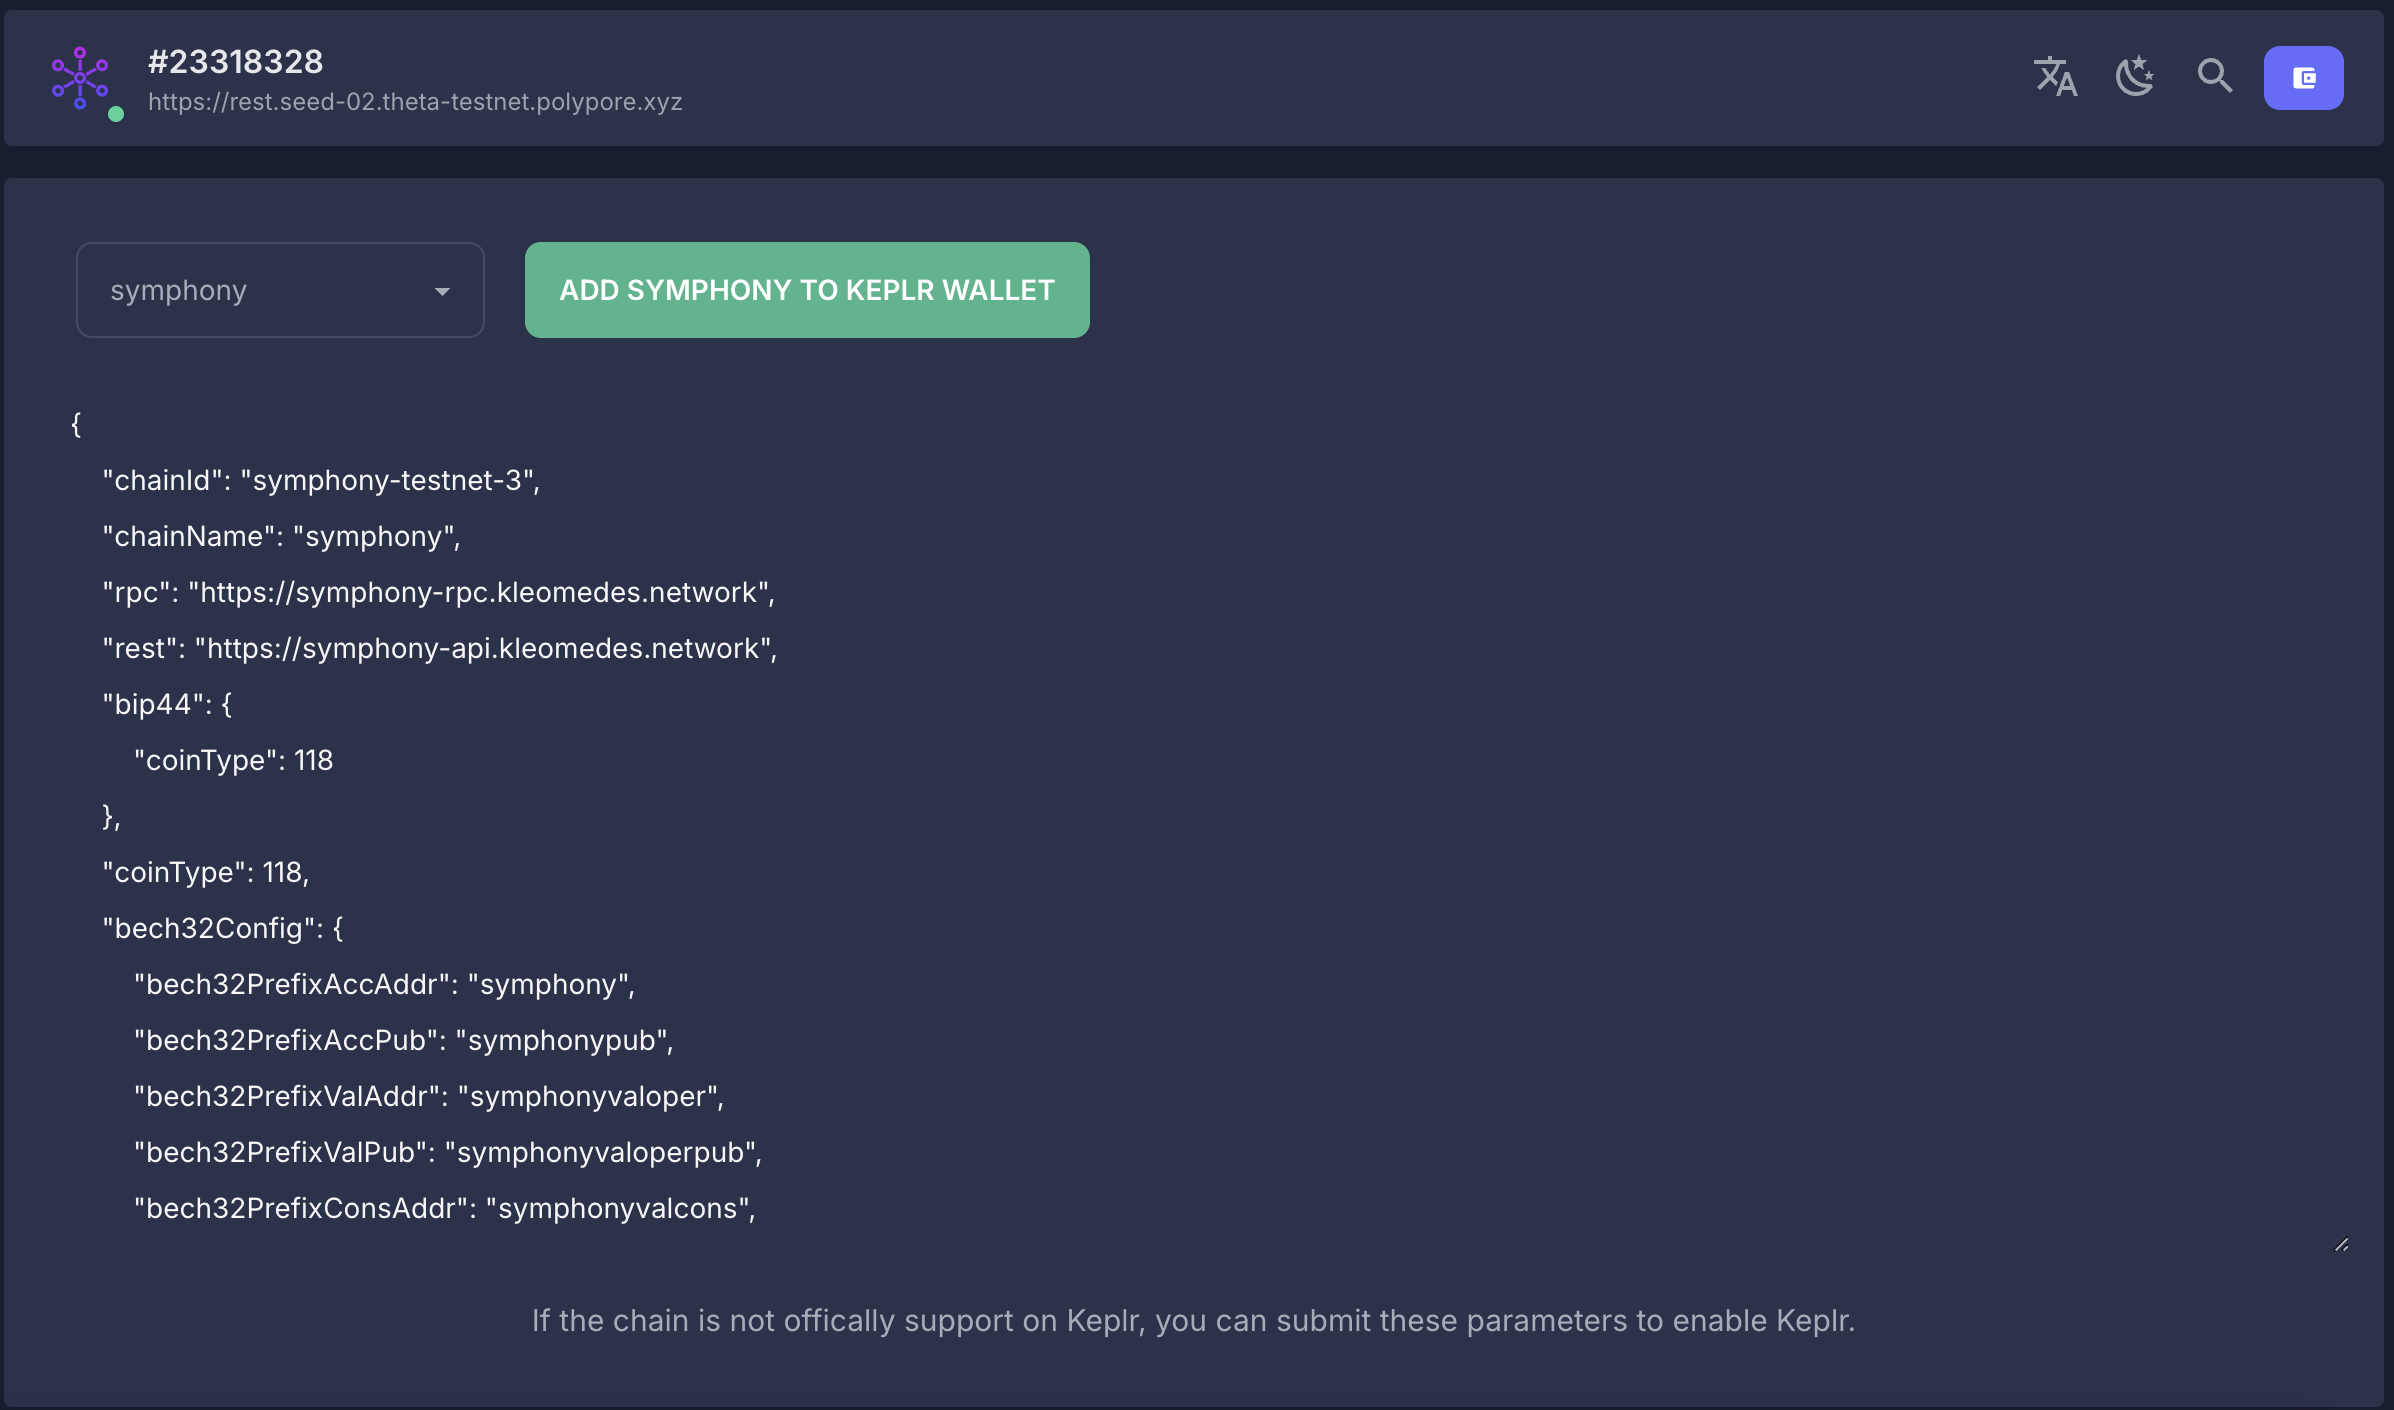 #23318328
https://rest.seed-02.theta-testnet.polypore.xyz
symphony
ADD SYMPHONY TO KEPLR WALLET
{
"chainId": "symphony-testnet-3",
"chainName": "symphony",
"rpc": "https://symphony-rpc.kleomedes.network",
"rest": "https://symphony-api.kleomedes.network",
"bip44": {
"coinType": 118
},
"coinType": 118,
"bech32Config": {
"bech32PrefixAccAddr": "symphony",
"bech32PrefixAccPub": "symphonypub",
"bech32PrefixValAddr": "symphonyvaloper",
"bech32PrefixValPub": "symphonyvaloperpub",
"bech32PrefixConsAddr": "symphonyvalcons",
If the chain is not offically support on Keplr, you can submit these parameters to enable Keplr.